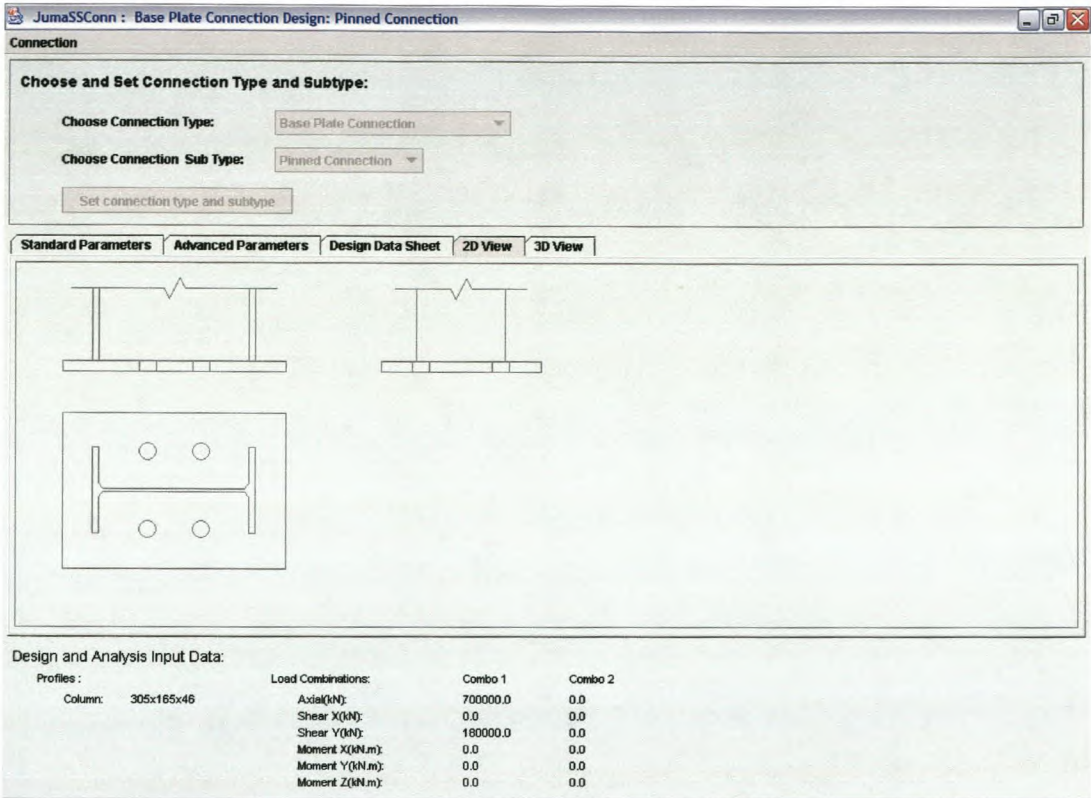 JumaSSConn : Base Plate Connection Design: Pinned Connection
Connection
Choose and Set Connection Type and Subtype:
Choose Connection Type: Base Plate Connection
Choose Connection Sub Type: Pinned Connection
Set connection type and subtype
Standard Parameters Advanced Parameters Design Data Sheet 2D View 3D View
Design and Analysis Input Data:
Profiles : Load Combinations: Combo 1 Combo 2
Column: 305x165x46 Axial(kN): 700000.0 0.0
Shear X(kN): 0.0 0.0
Shear Y(kN): 180000.0 0.0
Moment X(kN.m): 0.0 0.0
Moment Y(kN.m): 0.0 0.0
Moment Z(kN.m): 0.0 0.0